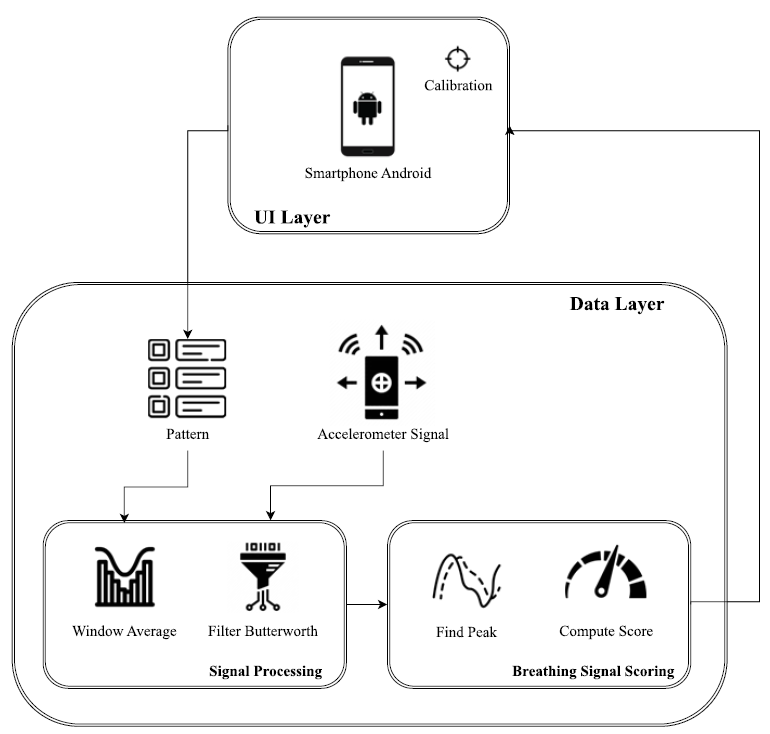 Calibration
Smartphone Android
UI Layer
Data Layer
Pattern
Accelerometer Signal
101101
Window Average
Filter Butterworth
Find Peak
Compute Score
Signal Processing
Breathing Signal Scoring